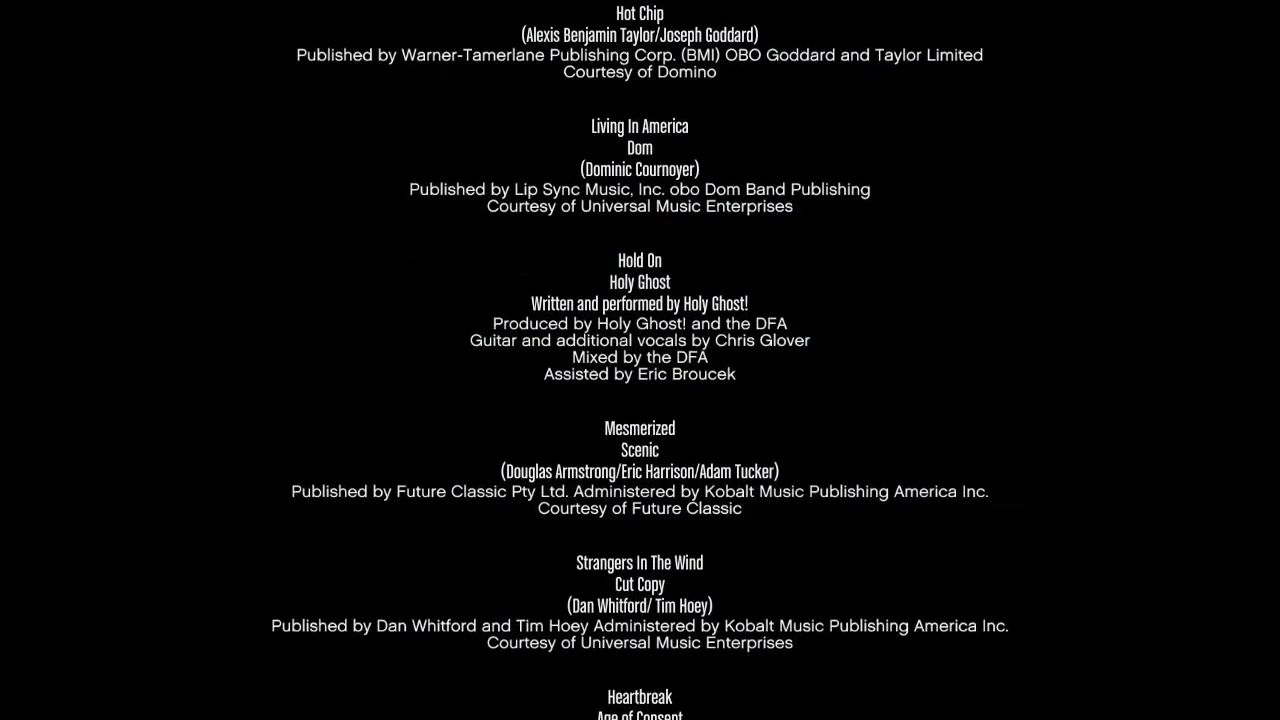 Hot Chip
(Alexis Benjamin Taylor/Joseph Goddard)
Published by Warner-Tamerlane Publishing Corp. (BMI) OBO Goddard and Taylor Limited
Courtesy of Domino
Living In America
Dom
(Dominic Cournoyer)
Published by Lip Sync Music, Inc. obo Dom Band Publishing
Courtesy of Universal Music Enterprises
Hold On
Holy Ghost
Written and performed by Holy Ghost!
Produced by Holy Ghost! and the DFA
Guitar and additional vocals by Chris Glover
Mixed by the DFA
Assisted by Eric Broucek
Mesmerized
Scenic
(Douglas Armstrong/Eric Harrison/Adam Tucker)
Published by Future Classic Pty Ltd. Administered by Kobalt Music Publishing America Inc.
Courtesy of Future Classic
Strangers In The Wind
Cut Copy
(Dan Whitford/ Tim Hoey)
Published by Dan Whitford and Tim Hoey Administered by Kobalt Music Publishing America Inc.
Courtesy of Universal Music Enterprises
Heartbreak
Age of Consent